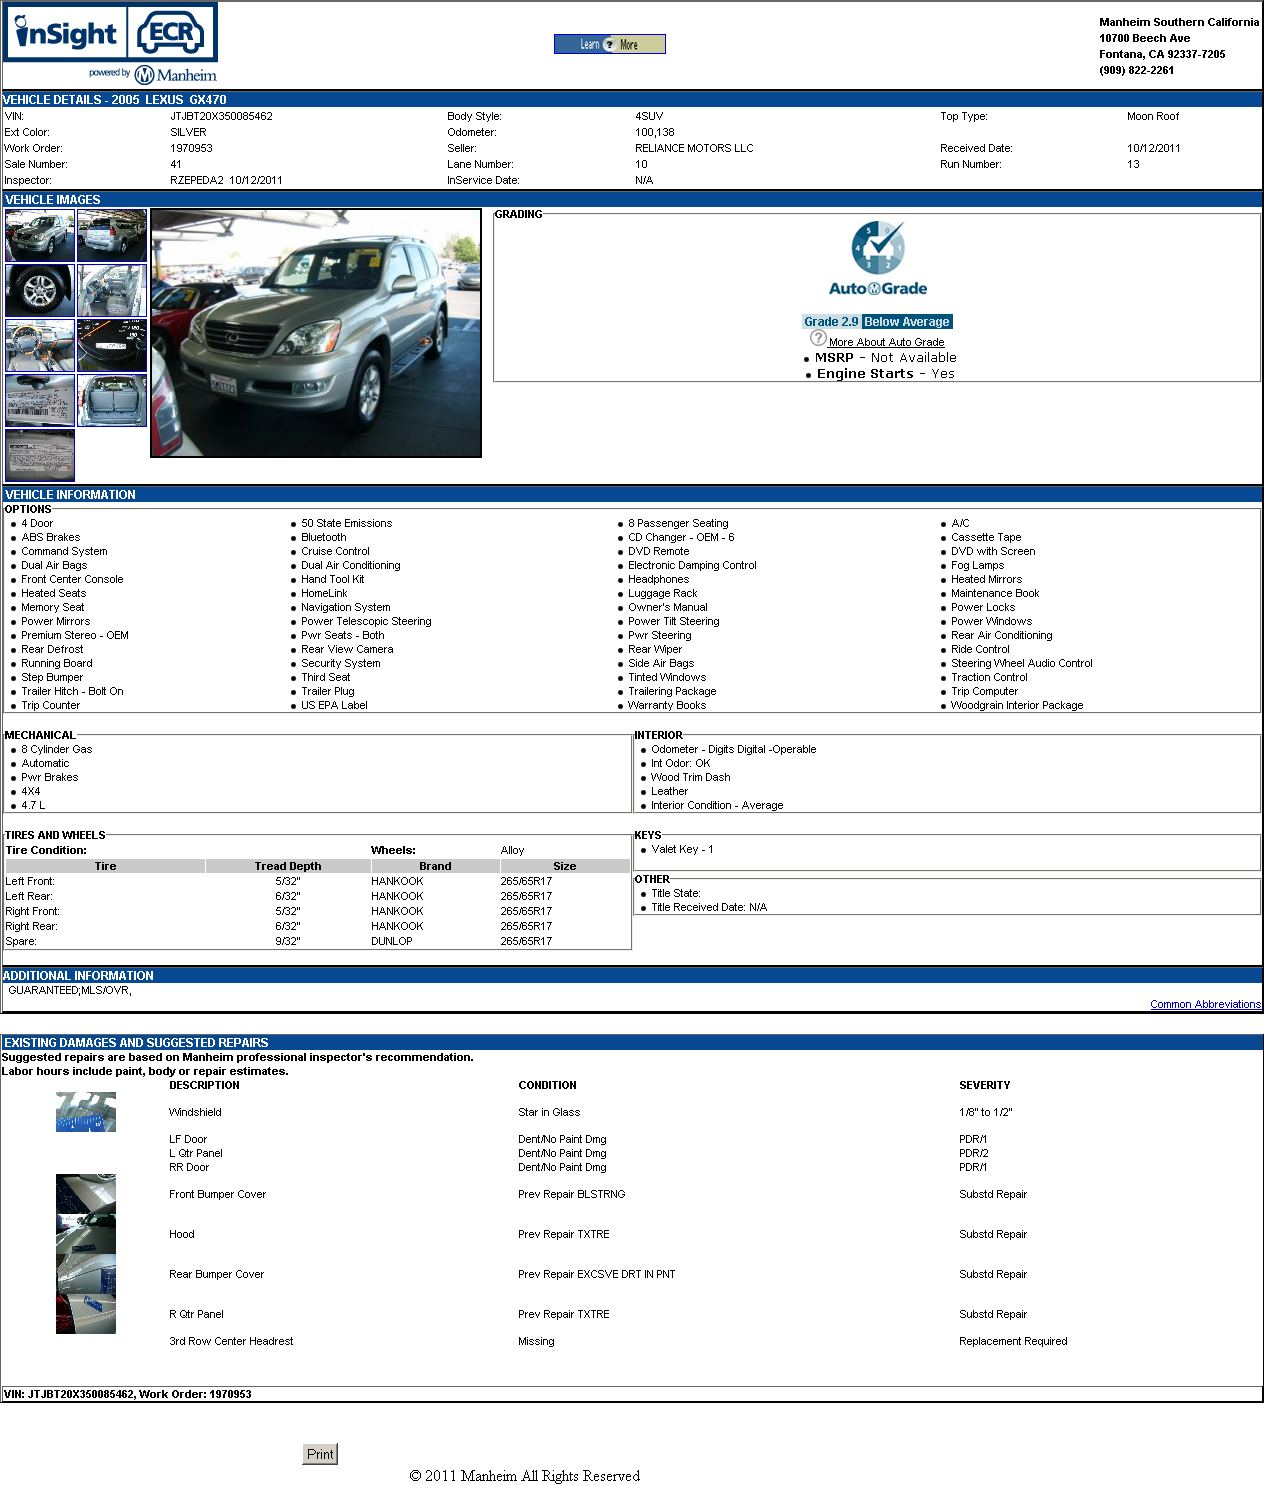 inSight ECR
powered by Manheim
Learn ? More
Manheim Southern California
10700 Beech Ave
Fontana, CA 92337-7205
(909) 822-2261
VEHICLE DETAILS - 2005 LEXUS GX470
VIN: JTJBT20X350085462 Body Style: 4SUV Top Type: Moon Roof
Ext Color: SILVER Odometer: 100,138
Work Order: 1970953 Seller: RELIANCE MOTORS LLC Received Date: 10/12/2011
Sale Number: 41 Lane Number: 10 Run Number: 13
Inspector: RZEPEDA2 10/12/2011 InService Date: N/A
VEHICLE IMAGES
GRADING
5 4 0 1 3 2
AutoGrade
Grade 2.9 Below Average
? More About Auto Grade
MSRP - Not Available
Engine Starts - Yes
VEHICLE INFORMATION
OPTIONS
4 Door 50 State Emissions 8 Passenger Seating A/C
ABS Brakes Bluetooth CD Changer - OEM - 6 Cassette Tape
Command System Cruise Control DVD Remote DVD with Screen
Dual Air Bags Dual Air Conditioning Electronic Damping Control Fog Lamps
Front Center Console Hand Tool Kit Headphones Heated Mirrors
Heated Seats HomeLink Luggage Rack Maintenance Book
Memory Seat Navigation System Owner's Manual Power Locks
Power Mirrors Power Telescopic Steering Power Tilt Steering Power Windows
Premium Stereo - OEM Pwr Seats - Both Pwr Steering Rear Air Conditioning
Rear Defrost Rear View Camera Rear Wiper Ride Control
Running Board Security System Side Air Bags Steering Wheel Audio Control
Step Bumper Third Seat Tinted Windows Traction Control
Trailer Hitch - Bolt On Trailer Plug Trailering Package Trip Computer
Trip Counter US EPA Label Warranty Books Woodgrain Interior Package
MECHANICAL
8 Cylinder Gas
Automatic
Pwr Brakes
4X4
4.7 L
INTERIOR
Odometer - Digits Digital -Operable
Int Odor: OK
Wood Trim Dash
Leather
Interior Condition - Average
TIRES AND WHEELS
Tire Condition: Wheels: Alloy
Tire Tread Depth Brand Size
Left Front: 5/32" HANKOOK 265/65R17
Left Rear: 6/32" HANKOOK 265/65R17
Right Front: 5/32" HANKOOK 265/65R17
Right Rear: 6/32" HANKOOK 265/65R17
Spare: 9/32" DUNLOP 265/65R17
KEYS
Valet Key - 1
OTHER
Title State:
Title Received Date: N/A
ADDITIONAL INFORMATION
GUARANTEED;MLS/OVR,
Common Abbreviations
EXISTING DAMAGES AND SUGGESTED REPAIRS
Suggested repairs are based on Manheim professional inspector's recommendation.
Labor hours include paint, body or repair estimates.
DESCRIPTION CONDITION SEVERITY
Windshield Star in Glass 1/8" to 1/2"
LF Door Dent/No Paint Dmg PDR/1
L Qtr Panel Dent/No Paint Dmg PDR/2
RR Door Dent/No Paint Dmg PDR/1
Front Bumper Cover Prev Repair BLSTRNG Substd Repair
Hood Prev Repair TXTRE Substd Repair
Rear Bumper Cover Prev Repair EXCSVE DRT IN PNT Substd Repair
R Qtr Panel Prev Repair TXTRE Substd Repair
3rd Row Center Headrest Missing Replacement Required
VIN: JTJBT20X350085462, Work Order: 1970953
Print
© 2011 Manheim All Rights Reserved